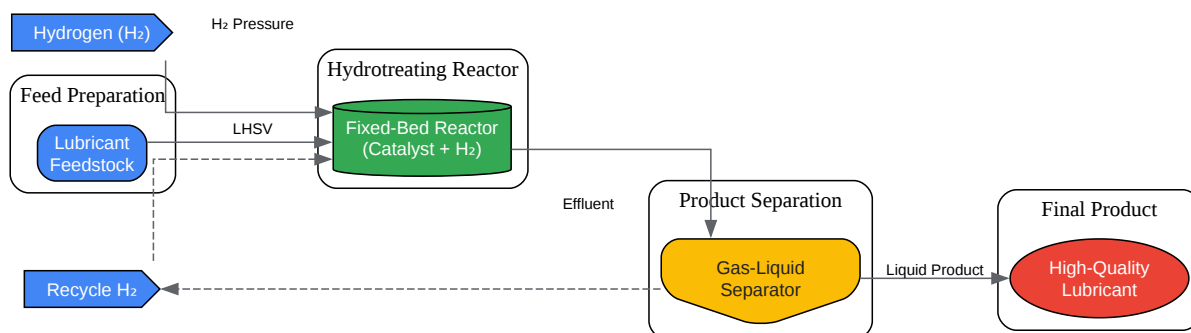 Hydrogen (H₂)
H₂ Pressure
Hydrotreating Reactor
Feed Preparation
Fixed-Bed Reactor
(Catalyst + H₂)
LHSV
Lubricant
Feedstock
Effluent
Product Separation
Final Product
Gas-Liquid
Separator
Liquid Product
High-Quality
Lubricant
Recycle H₂